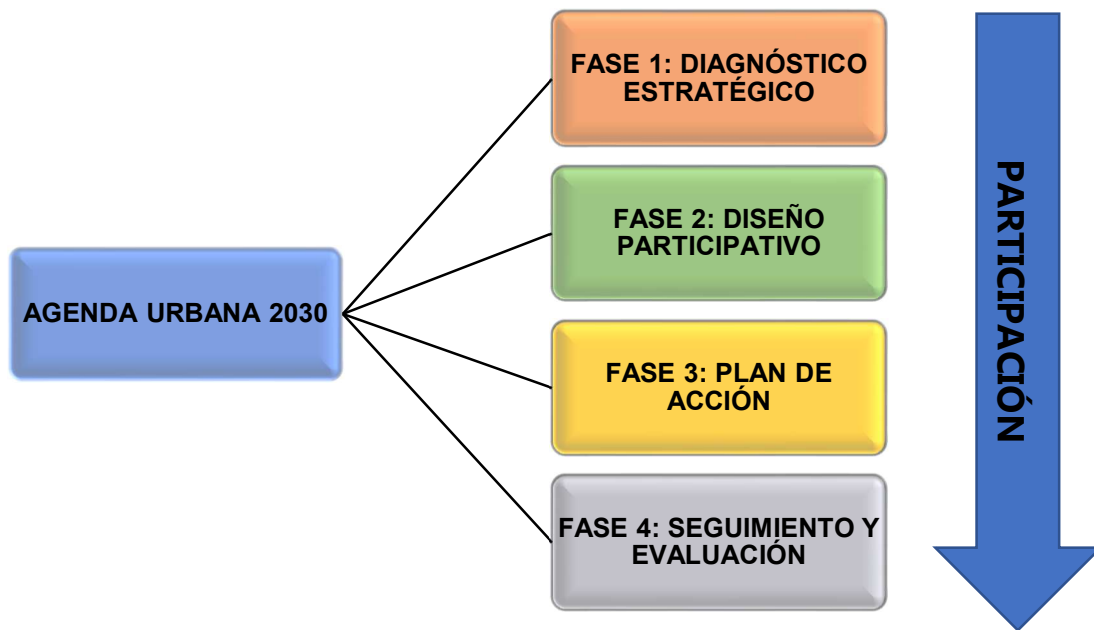 FASE 1: DIAGNÓSTICO
ESTRATÉGICO
FASE 2: DISEÑO
PARTICIPATIVO
AGENDA URBANA 2030
FASE 3: PLAN DE
ACCIÓN
FASE 4: SEGUIMIENTO Y
EVALUACIÓN
PARTICIPACIÓN